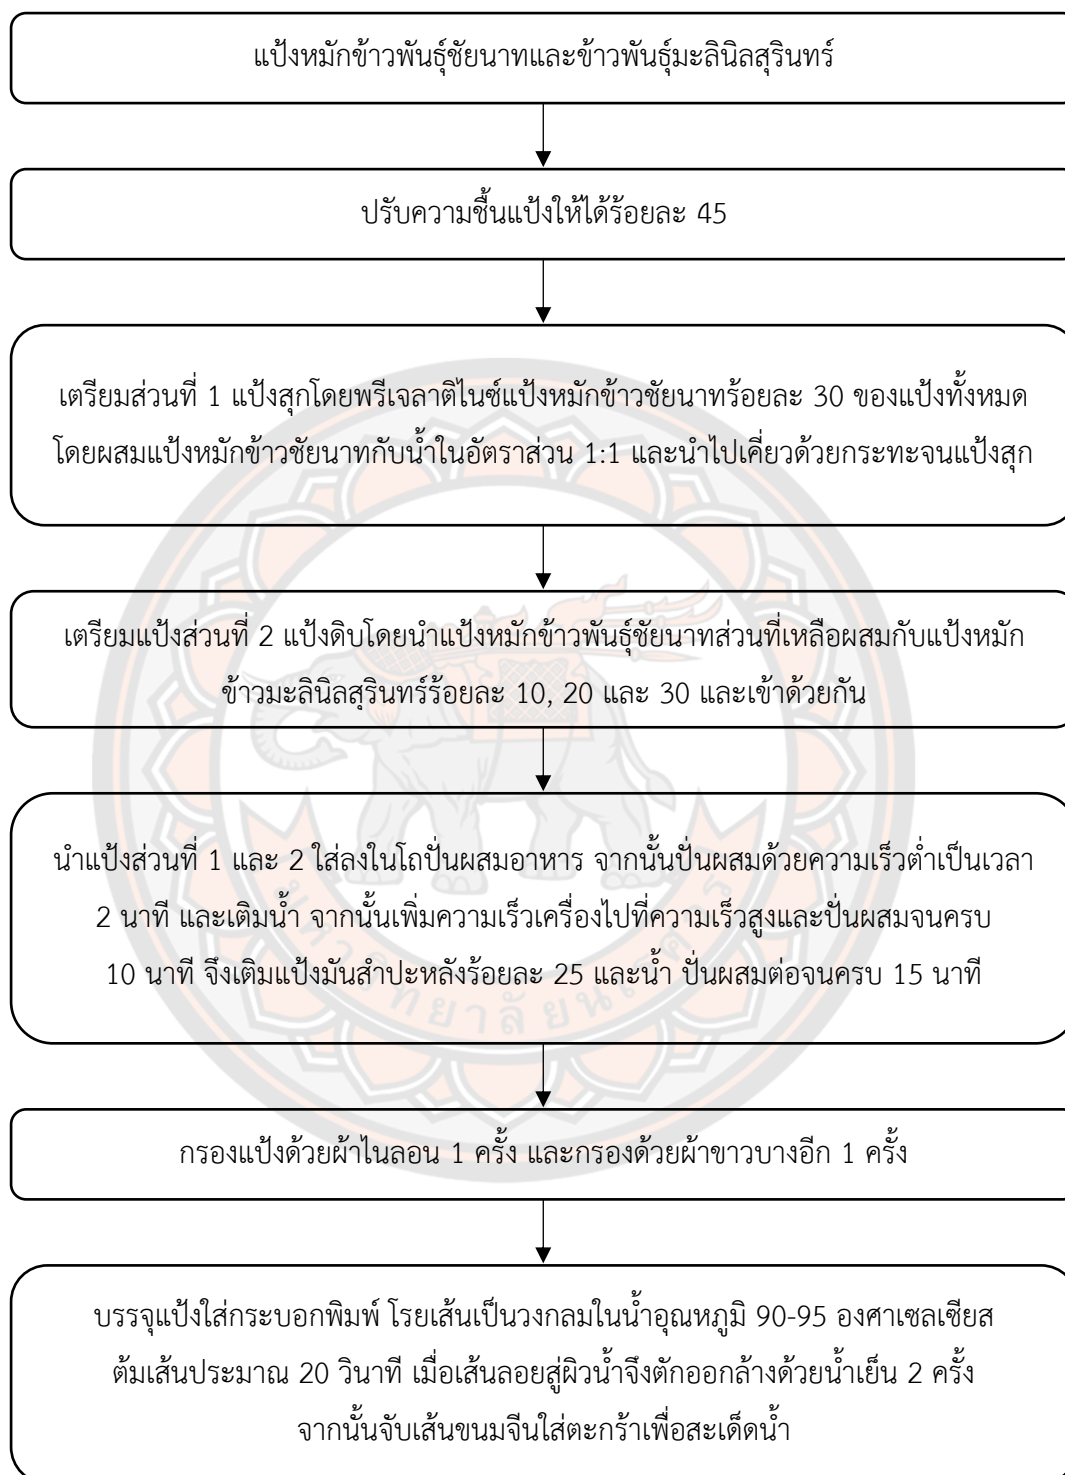 แป้งหมักข้าวพันธุ์ชัยนาทและข้าวพันธุ์มะลินิลสุรินทร์
ปรับความชื้นแป้งให้ได้ร้อยละ 45
เตรียมส่วนที่ 1 แป้งสุกโดยพรีเจลาติไนซ์แป้งหมักข้าวชัยนาทร้อยละ 30 ของแป้งทั้งหมด
โดยผสมแป้งหมักข้าวชัยนาทกับน้ำในอัตราส่วน 1:1 และนำไปเคี่ยวด้วยกระทะจนแป้งสุก
เตรียมแป้งส่วนที่ 2 แป้งดิบโดยนำแป้งหมักข้าวพันธุ์ชัยนาทส่วนที่เหลือผสมกับแป้งหมัก
ข้าวมะลินิลสุรินทร์ร้อยละ 10, 20 และ 30 และเข้าด้วยกัน
นำแป้งส่วนที่ 1 และ 2 ใส่ลงในโถปั่นผสมอาหาร จากนั้นปั่นผสมด้วยความเร็วต่ำเป็นเวลา
2 นาที และเติมน้ำ จากนั้นเพิ่มความเร็วเครื่องไปที่ความเร็วสูงและปั่นผสมจนครบ
10 นาที จึงเติมแป้งมันสำปะหลังร้อยละ 25 และน้ำ ปั่นผสมต่อจนครบ 15 นาที
มหาวิทยาลัยนเรศวร
กรองแป้งด้วยผ้าไนลอน 1 ครั้ง และกรองด้วยผ้าขาวบางอีก 1 ครั้ง
บรรจุแป้งใส่กระบอกพิมพ์ โรยเส้นเป็นวงกลมในน้ำอุณหภูมิ 90-95 องศาเซลเซียส
ต้มเส้นประมาณ 20 วินาที เมื่อเส้นลอยสู่ผิวน้ำจึงตักออกล้างด้วยน้ำเย็น 2 ครั้ง
จากนั้นจับเส้นขนมจีนใส่ตะกร้าเพื่อสะเด็ดน้ำ